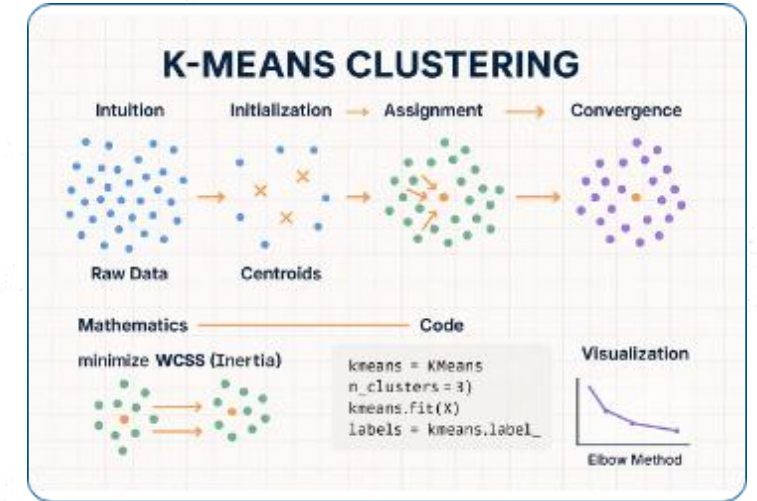 K-MEANS CLUSTERING
Intuition
Initialization
Assignment
Convergence
Raw Data
Centroids
Mathematics
Code
minimize WCSS (Inertia)
kmeans = KMeans
n_clusters = 3)
kmeans.fit(X)
labels = kmeans.label_
Visualization
Elbow Method